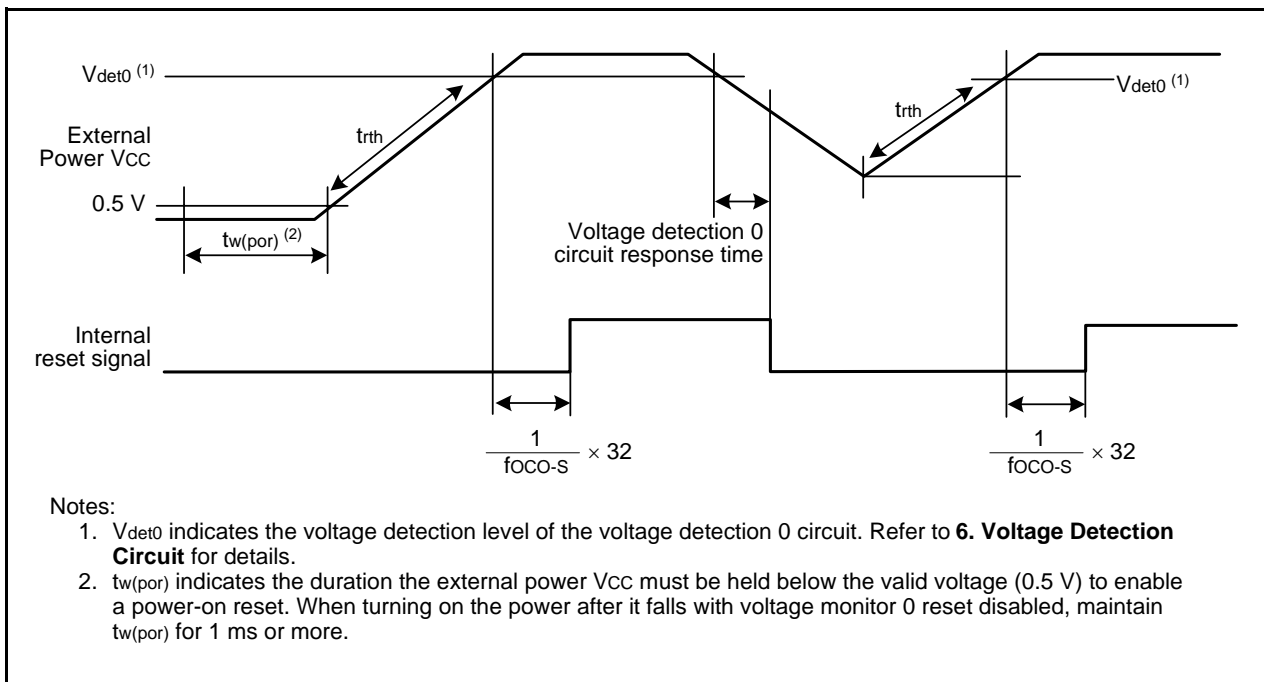 Vdet0 (1)
Vdet0 (1)
trth
trth
External
Power VCC
0.5 V
tw(por) (2)
Voltage detection 0
circuit response time
Internal
reset signal
1
fOCO-S
× 32
1
fOCO-S
× 32
Notes:
1. Vdet0 indicates the voltage detection level of the voltage detection 0 circuit. Refer to 6. Voltage Detection
Circuit for details.
2. tw(por) indicates the duration the external power VCC must be held below the valid voltage (0.5 V) to enable
a power-on reset. When turning on the power after it falls with voltage monitor 0 reset disabled, maintain
tw(por) for 1 ms or more.